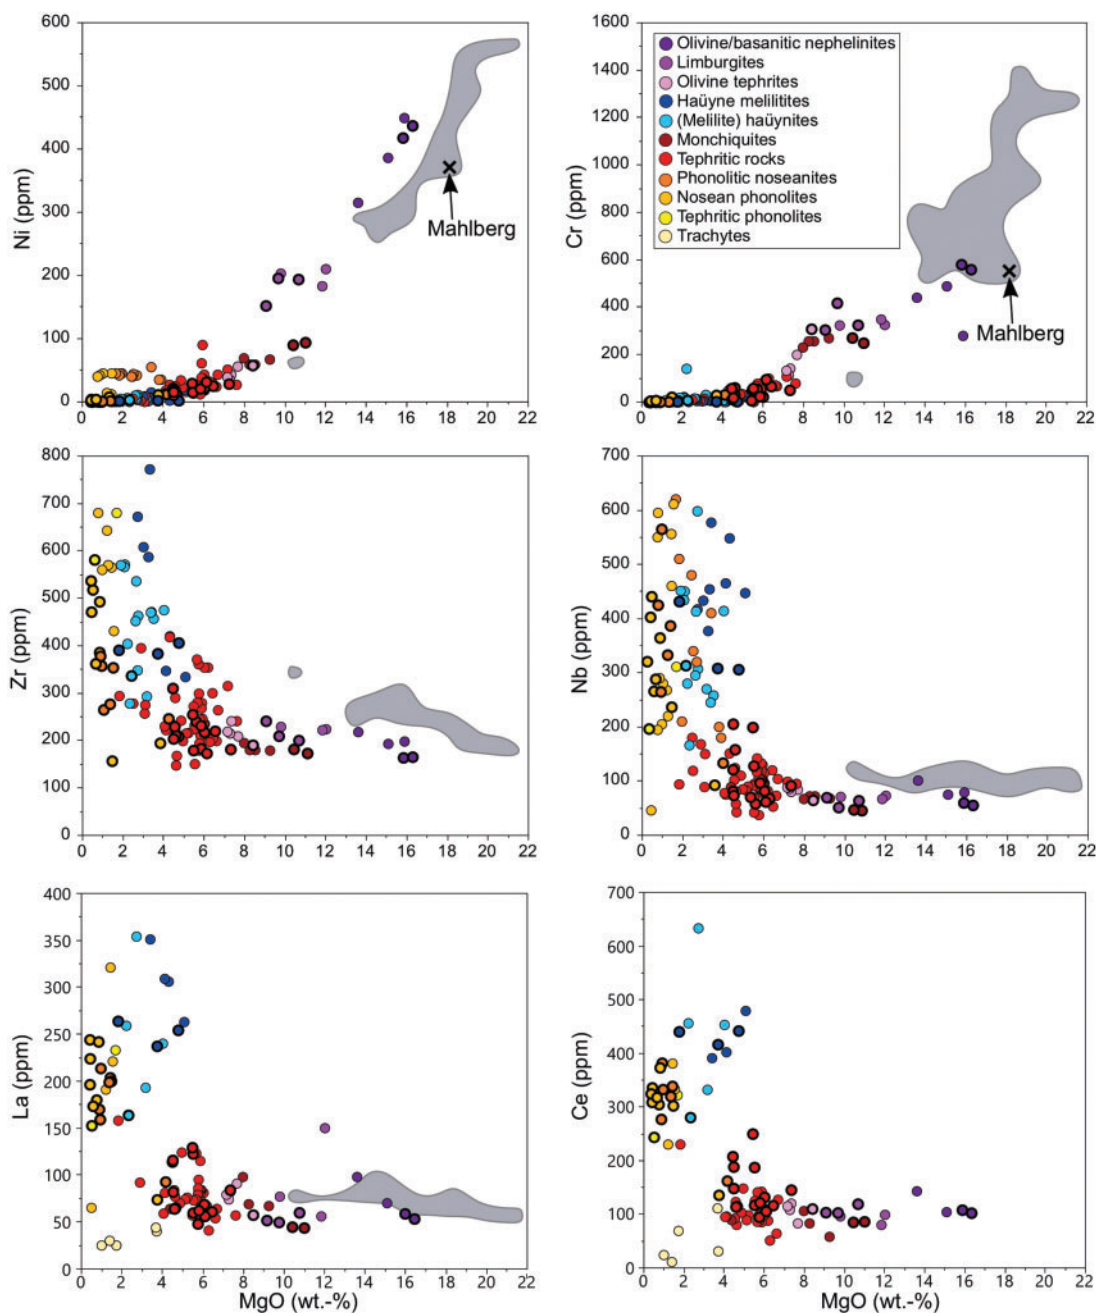 Ni (ppm)
600
500
400
300
200
100
0
0 2 4 6 8 10 12 14 16 18 20 22
Mahlberg
Cr (ppm)
1600
1400
1200
1000
800
600
400
200
0
0 2 4 6 8 10 12 14 16 18 20 22
Olivine/basanitic nephelinites
Limburgites
Olivine tephrites
Haüyne melilitites
(Melilite) haüynites
Monchiquites
Tephritic rocks
Phonolitic noseanites
Nosean phonolites
Tephritic phonolites
Trachytes
Mahlberg
Zr (ppm)
800
700
600
500
400
300
200
100
0
0 2 4 6 8 10 12 14 16 18 20 22
Nb (ppm)
700
600
500
400
300
200
100
0
0 2 4 6 8 10 12 14 16 18 20 22
La (ppm)
400
350
300
250
200
150
100
50
0
0 2 4 6 8 10 12 14 16 18 20 22
MgO (wt.-%)
Ce (ppm)
700
600
500
400
300
200
100
0
0 2 4 6 8 10 12 14 16 18 20 22
MgO (wt.-%)